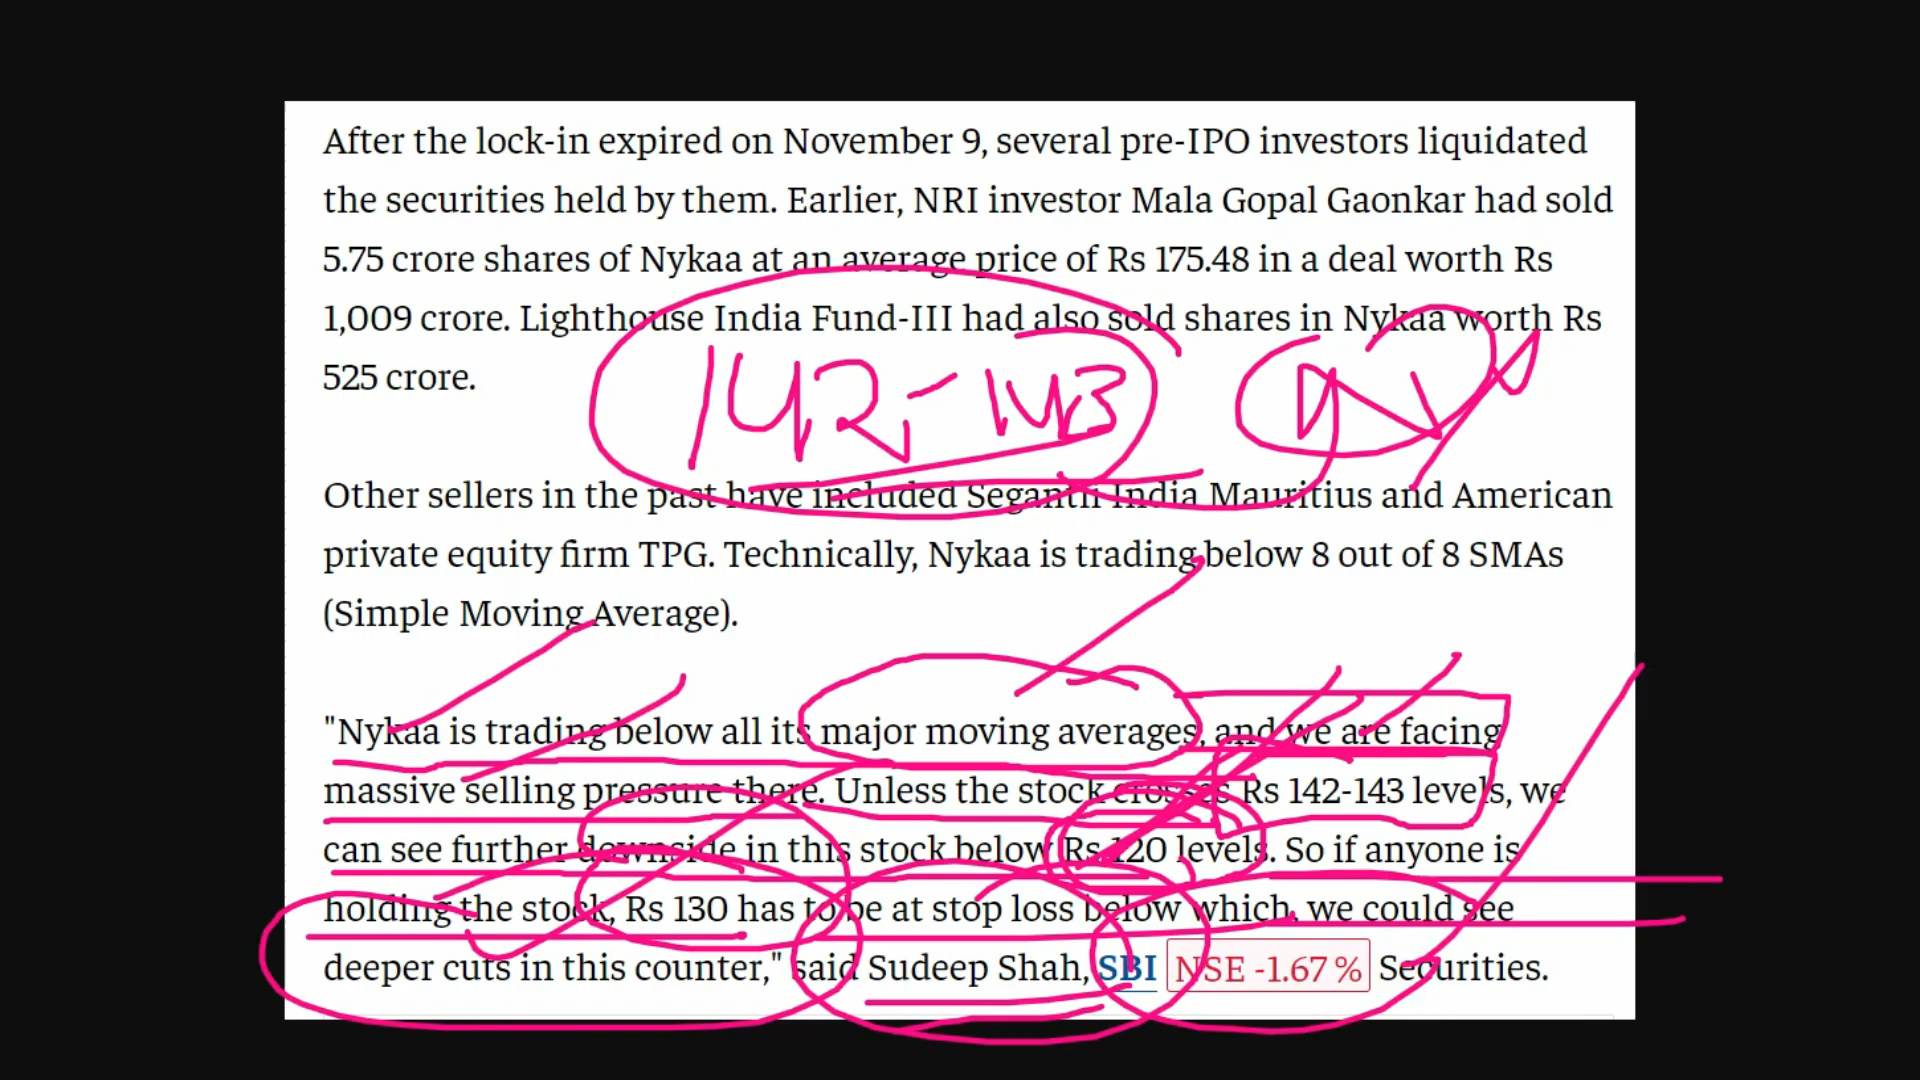 After the lock-in expired on November 9, several pre-IPO investors liquidated
the securities held by them. Earlier, NRI investor Mala Gopal Gaonkar had sold
5.75 crore shares of Nykaa at an average price of Rs 175.48 in a deal worth Rs
1,009 crore. Lighthouse India Fund-III had also sold shares in Nykaa worth Rs
525 crore.
142-143
Other sellers in the past have included Segantii India Mauritius and American
private equity firm TPG. Technically, Nykaa is trading below 8 out of 8 SMAs
(Simple Moving Average).
"Nykaa is trading below all its major moving averages, and we are facing
massive selling pressure there. Unless the stock crosses Rs 142-143 levels, we
can see further downside in this stock below Rs 120 levels. So if anyone is
holding the stock, Rs 130 has to be at stop loss below which, we could see
deeper cuts in this counter," said Sudeep Shah, SBI NSE -1.67 % Securities.